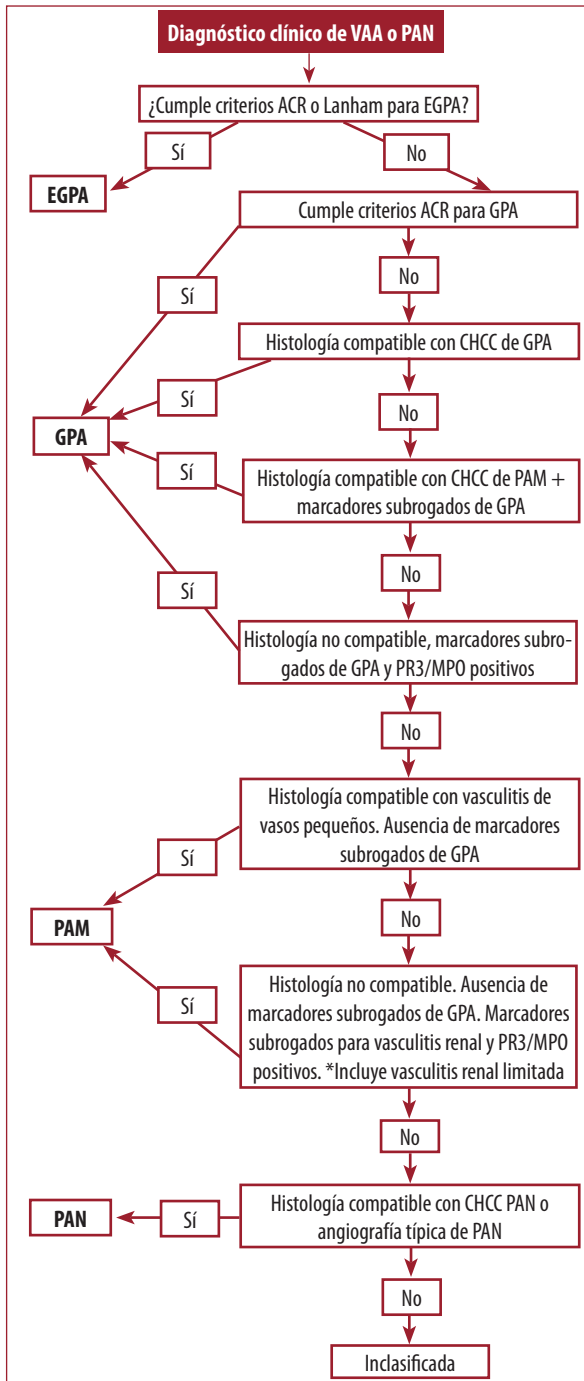 Diagnóstico clínico de VAA o PAN
¿Cumple criterios ACR o Lanham para EGPA?
Sí
No
EGPA
Cumple criterios ACR para GPA
No
Sí
Histología compatible con CHCC de GPA
Sí
No
GPA
Sí
Histología compatible con CHCC de PAM +
marcadores subrogados de GPA
No
Sí
Histología no compatible, marcadores subro-
gados de GPA y PR3/MPO positivos
No
Histología compatible con vasculitis de
vasos pequeños. Ausencia de marcadores
subrogados de GPA
Sí
No
PAM
Histología no compatible. Ausencia de
marcadores subrogados de GPA. Marcadores
subrogados para vasculitis renal y PR3/MPO
positivos. *Incluye vasculitis renal limitada
Sí
No
PAN
Sí
Histología compatible con CHCC PAN o
angiografía típica de PAN
No
Inclasificada